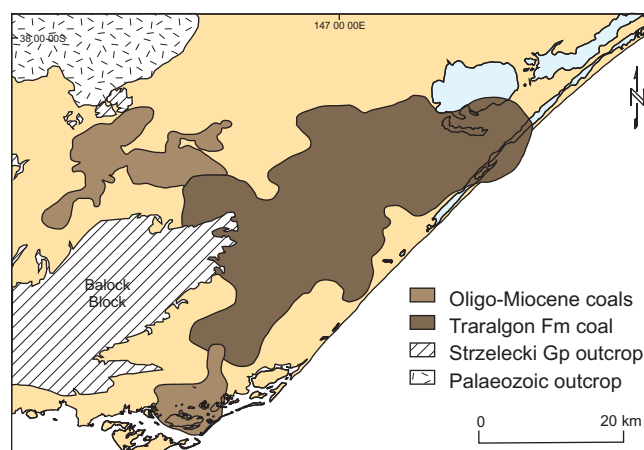 147 00 00E
38 00 00S
N
Balock
Block
Oligo-Miocene coals
Traralgon Fm coal
Strzelecki Gp outcrop
Palaeozoic outcrop
0 20 km